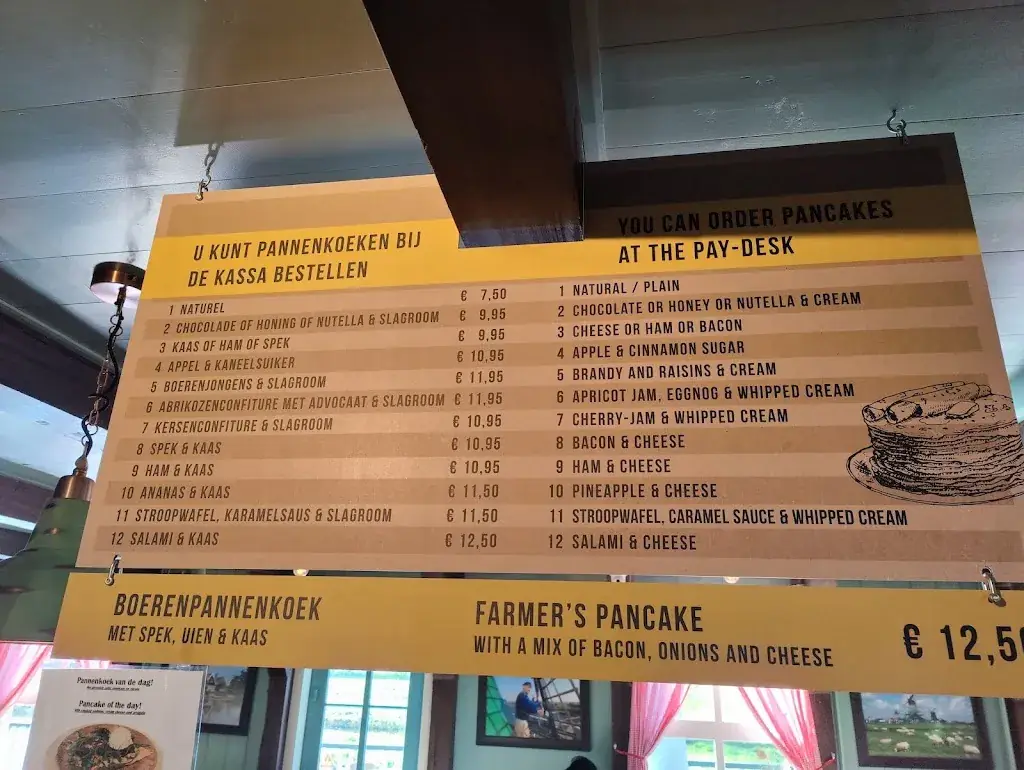 U KUNT PANNENKOEKEN BIJ
DE KASSA BESTELLEN
YOU CAN ORDER PANCAKES
AT THE PAY-DESK
1 NATUREL € 7,50 1 NATURAL / PLAIN
2 CHOCOLADE OF HONING OF NUTELLA & SLAGROOM € 9,95 2 CHOCOLATE OR HONEY OR NUTELLA & CREAM
3 KAAS OF HAM OF SPEK € 9,95 3 CHEESE OR HAM OR BACON
4 APPEL & KANEELSUIKER € 10,95 4 APPLE & CINNAMON SUGAR
5 BOERENJONGENS & SLAGROOM € 11,95 5 BRANDY AND RAISINS & CREAM
6 ABRIKOZENCONFITURE MET ADVOCAAT & SLAGROOM € 11,95 6 APRICOT JAM, EGGNOG & WHIPPED CREAM
7 KERSENCONFITURE & SLAGROOM € 10,95 7 CHERRY-JAM & WHIPPED CREAM
8 SPEK & KAAS € 10,95 8 BACON & CHEESE
9 HAM & KAAS € 10,95 9 HAM & CHEESE
10 ANANAS & KAAS € 11,50 10 PINEAPPLE & CHEESE
11 STROOPWAFEL, KARAMELSAUS & SLAGROOM € 11,50 11 STROOPWAFEL, CARAMEL SAUCE & WHIPPED CREAM
12 SALAMI & KAAS € 12,50 12 SALAMI & CHEESE
BOERENPANNENKOEK
MET SPEK, UIEN & KAAS
FARMER'S PANCAKE
WITH A MIX OF BACON, ONIONS AND CHEESE
€ 12,50
Pannenkoek van de dag!
Pancake of the day!